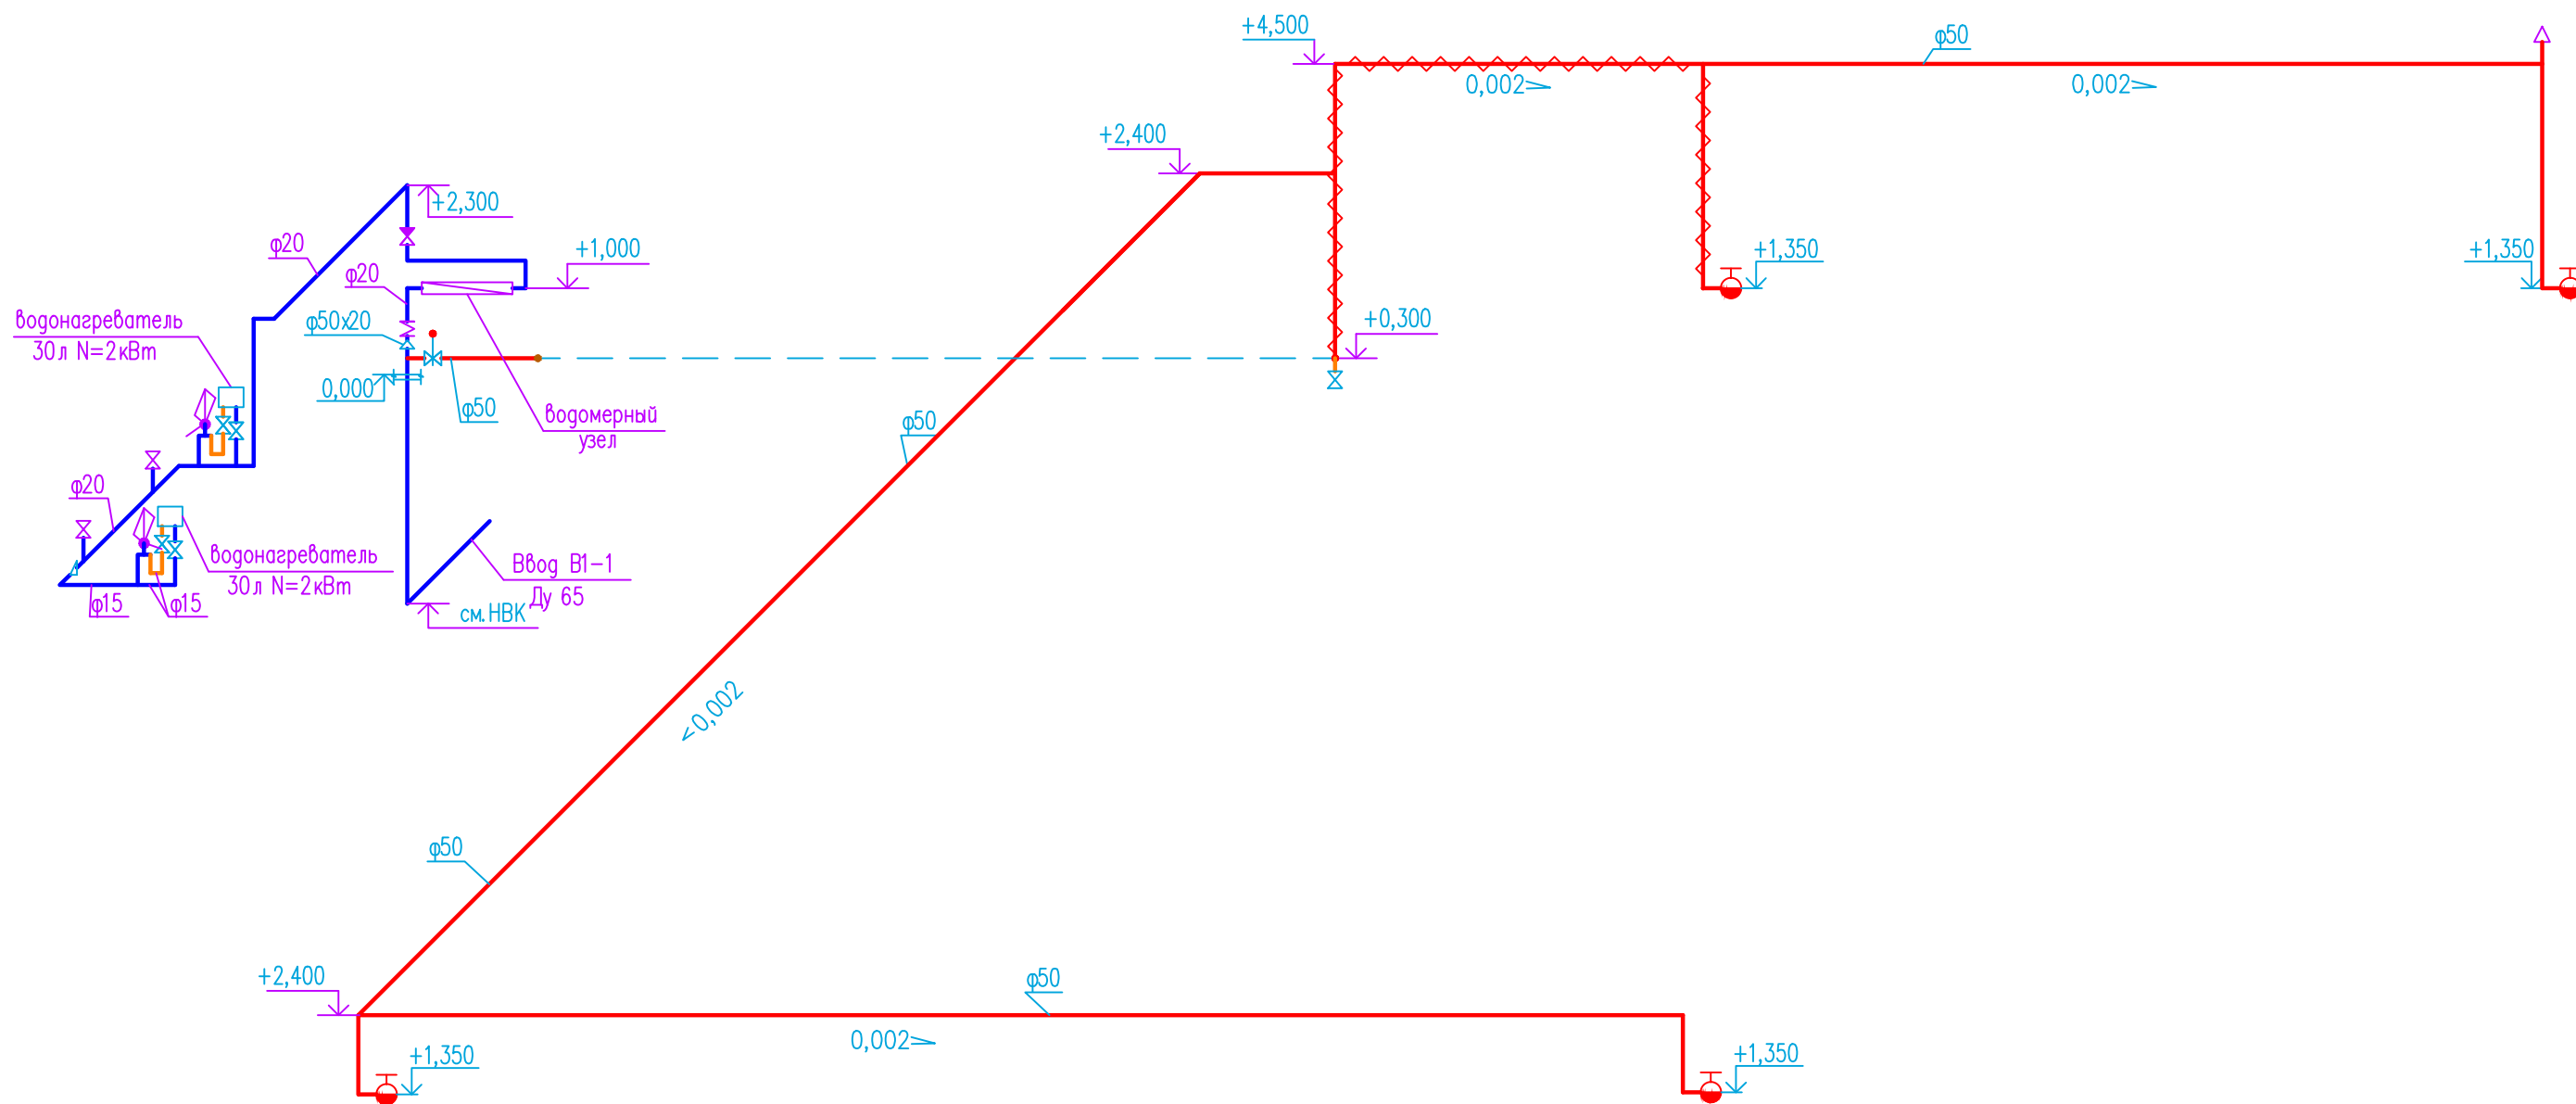 +4,500
φ50
0,002
0,002
+2,400
+2,300
φ20
+1,000
+1,350
+1,350
φ20
водонагреватель
30л N=2кВт
φ50х20
+0,300
0,000
φ50
водомерный
узел
φ50
φ20
водонагреватель
30л N=2кВт
Ввод В1-1
Ду 65
φ15
φ15
см.НВК
0,002
φ50
+2,400
φ50
0,002
+1,350
+1,350